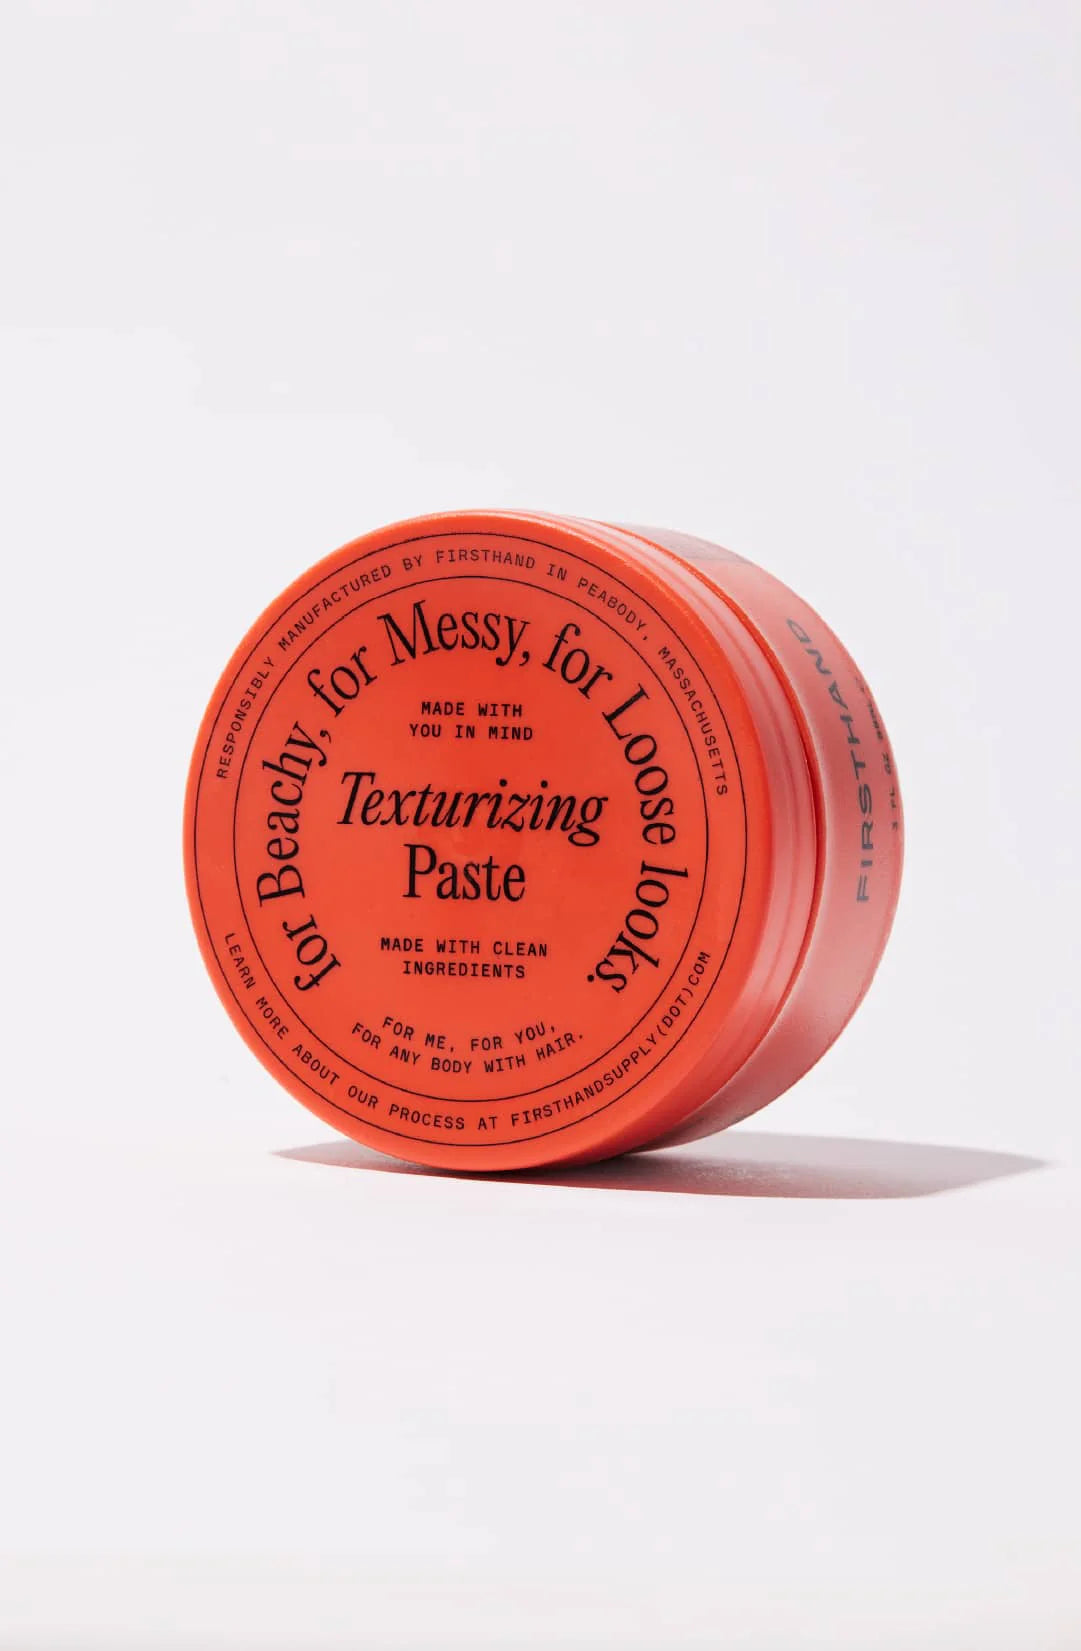 RESPONSIBLY MANUFACTURED BY FIRSTHAND IN PEABODY, MASSACHUSETTS
for Beachy, for Messy, for Loose looks.
MADE WITH
YOU IN MIND
Texturizing
Paste
MADE WITH CLEAN
INGREDIENTS
FOR ME, FOR YOU,
FOR ANY BODY WITH HAIR.
LEARN MORE ABOUT OUR PROCESS AT FIRSTHANDSUPPLY(DOT)COM
FIRSTHAND
FL OZ